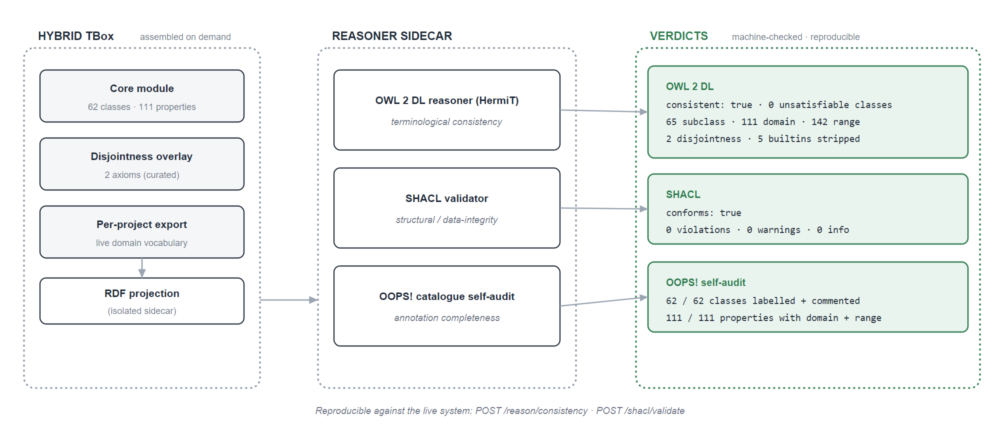 HYBRID TBox assembled on demand
Core module
62 classes · 111 properties
Disjointness overlay
2 axioms (curated)
Per-project export
live domain vocabulary
RDF projection
(isolated sidecar)
REASONER SIDECAR
OWL 2 DL reasoner (HermiT)
terminological consistency
SHACL validator
structural / data-integrity
OOPS! catalogue self-audit
annotation completeness
VERDICTS machine-checked · reproducible
OWL 2 DL
consistent: true · 0 unsatisfiable classes
65 subclass · 111 domain · 142 range
2 disjointness · 5 builtins stripped
SHACL
conforms: true
0 violations · 0 warnings · 0 info
OOPS! self-audit
62 / 62 classes labelled + commented
111 / 111 properties with domain + range
Reproducible against the live system: POST /reason/consistency · POST /shacl/validate